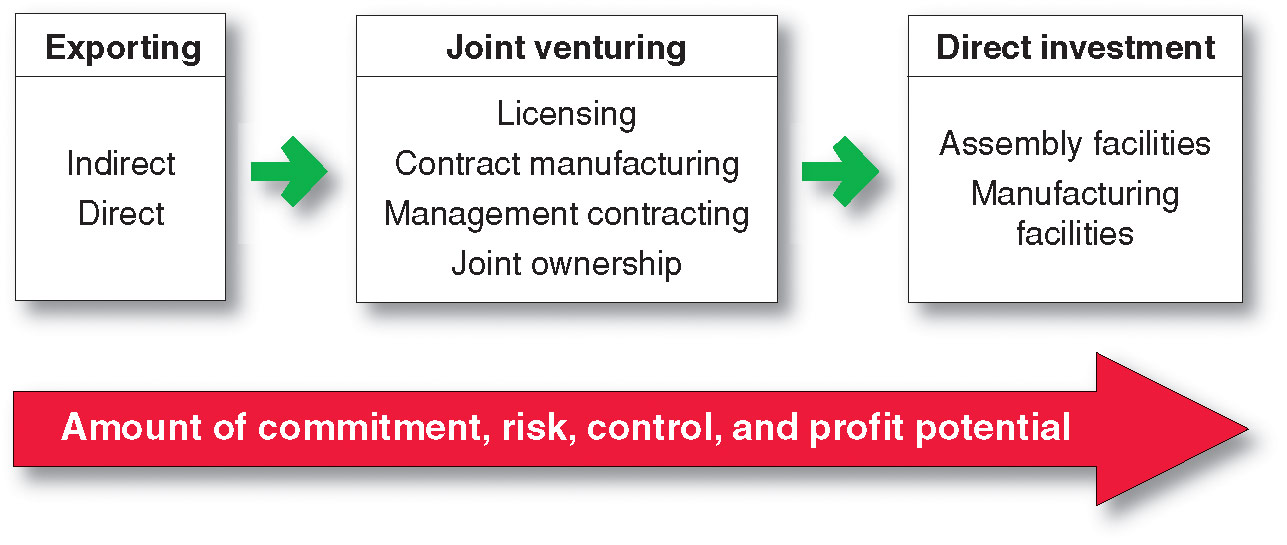 Exporting
Indirect
Direct
Joint venturing
Licensing
Contract manufacturing
Management contracting
Joint ownership
Direct investment
Assembly facilities
Manufacturing
facilities
Amount of commitment, risk, control, and profit potential